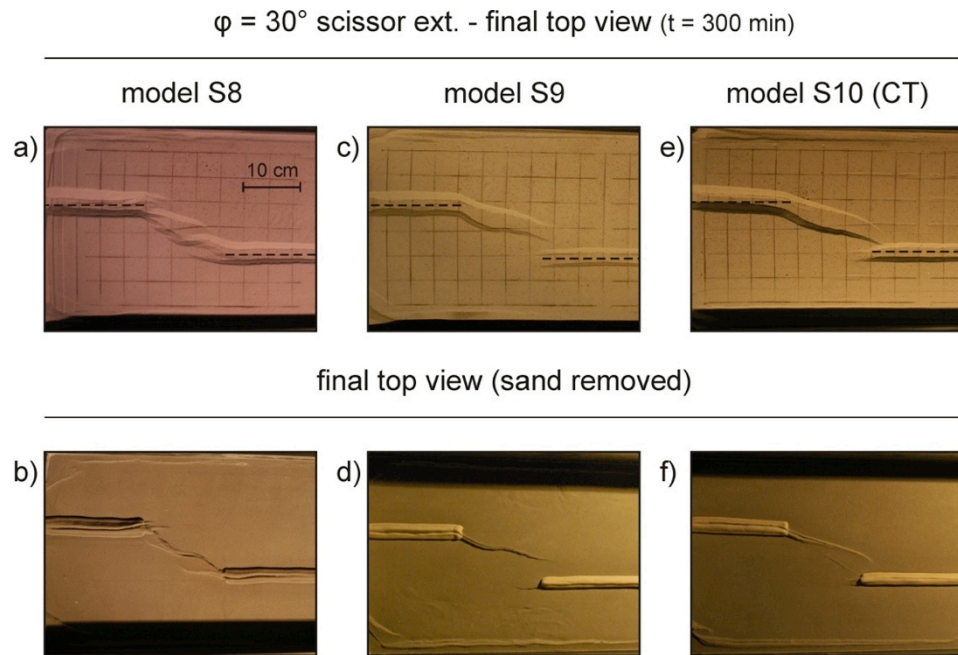 φ = 30° scissor ext. - final top view (t = 300 min)
model S8
model S9
model S10 (CT)
a)
10 cm
c)
e)
final top view (sand removed)
b)
d)
f)